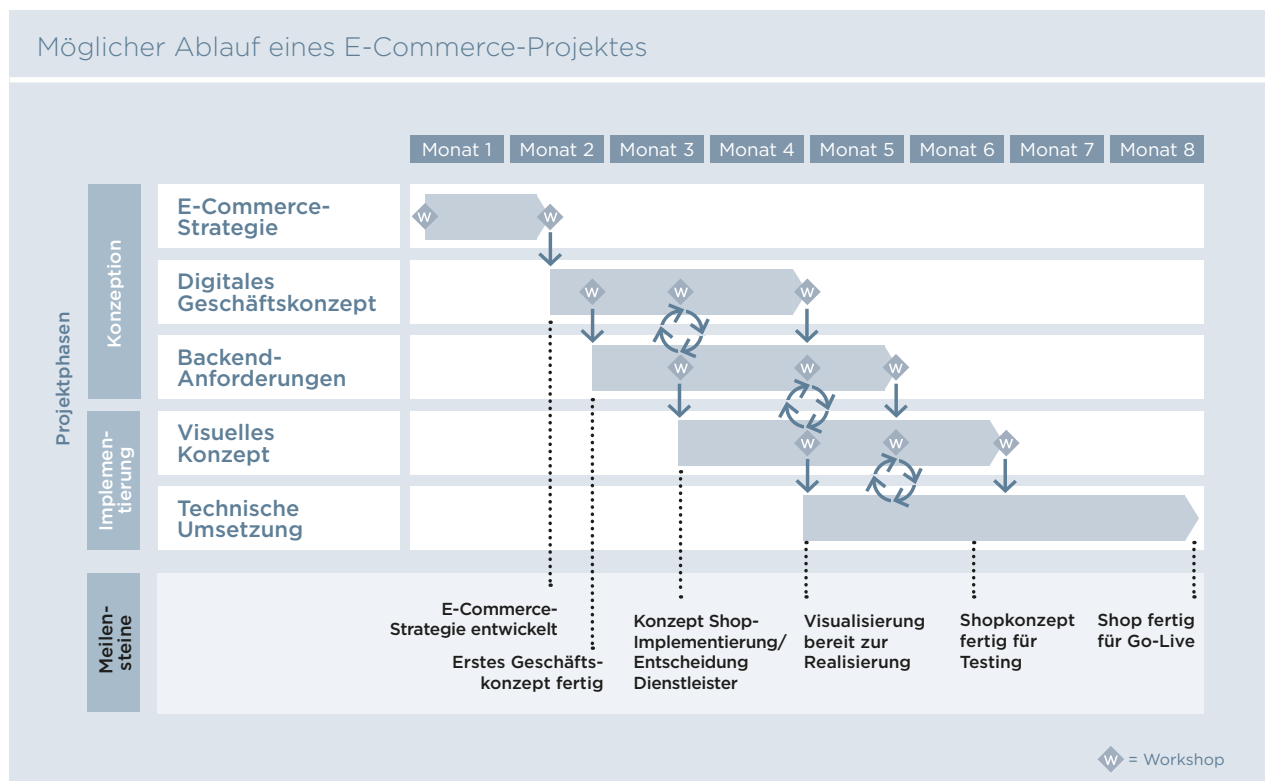 Möglicher Ablauf eines E-Commerce-Projektes
Monat 1
Monat 2
Monat 3
Monat 4
Monat 5
Monat 6
Monat 7
Monat 8
Projektphasen
Konzeption
E-Commerce-
Strategie
W
W
Digitales
Geschäftskonzept
W
W
W
Backend-
Anforderungen
W
W
W
Implemen-
tierung
Visuelles
Konzept
W
W
W
Technische
Umsetzung
Meilen-
steine
E-Commerce-
Strategie entwickelt
Erstes Geschäfts-
konzept fertig
Konzept Shop-
Implementierung/
Entscheidung
Dienstleister
Visualisierung
bereit zur
Realisierung
Shopkonzept
fertig für
Testing
Shop fertig
für Go-Live
W = Workshop